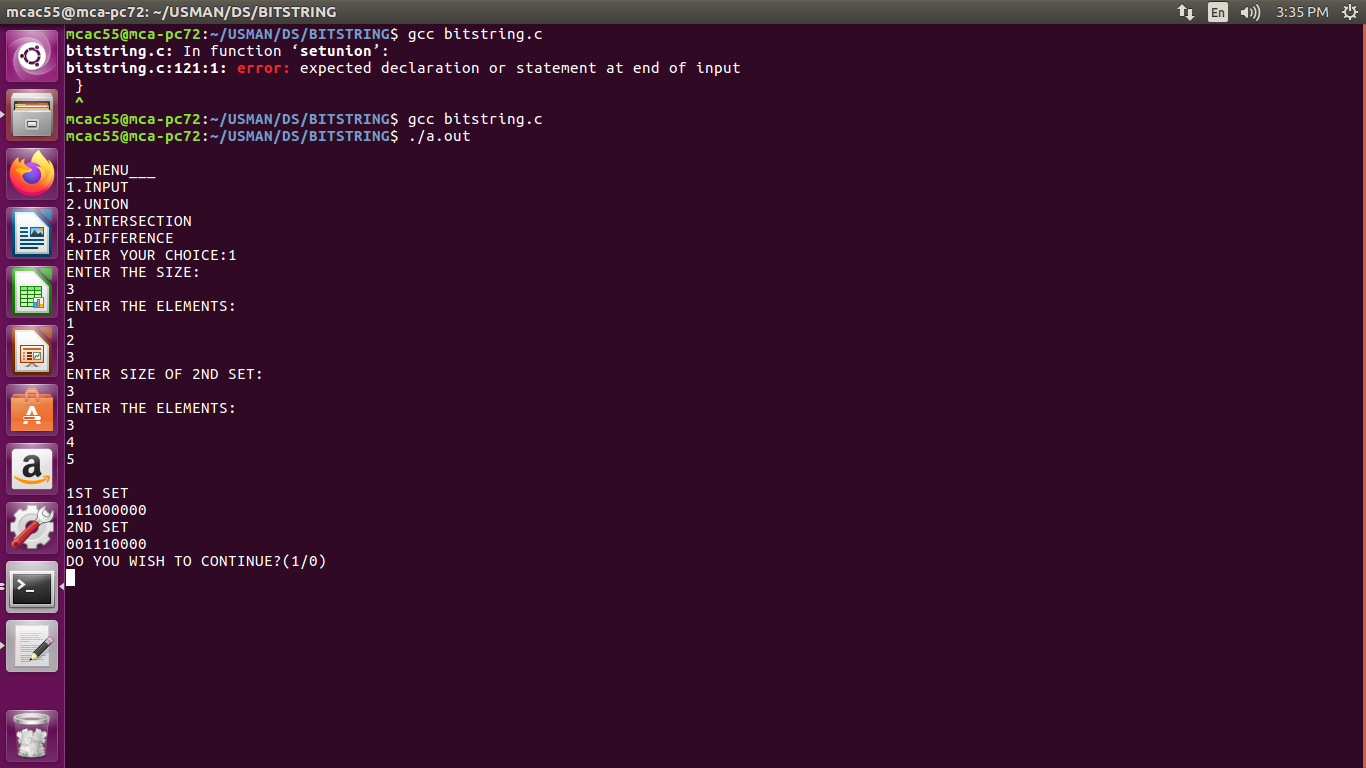 mcac55@mca-pc72: ~/USMAN/DS/BITSTRING
En
3:35 PM
mcac55@mca-pc72:~/USMAN/DS/BITSTRING$ gcc bitstring.c
bitstring.c: In function ‘setunion’:
bitstring.c:121:1: error: expected declaration or statement at end of input
 }
 ^
mcac55@mca-pc72:~/USMAN/DS/BITSTRING$ gcc bitstring.c
mcac55@mca-pc72:~/USMAN/DS/BITSTRING$ ./a.out
___MENU___
1.INPUT
2.UNION
3.INTERSECTION
4.DIFFERENCE
ENTER YOUR CHOICE:1
ENTER THE SIZE:
3
ENTER THE ELEMENTS:
1
2
3
ENTER SIZE OF 2ND SET:
3
ENTER THE ELEMENTS:
3
4
5
1ST SET
111000000
2ND SET
001110000
DO YOU WISH TO CONTINUE?(1/0)